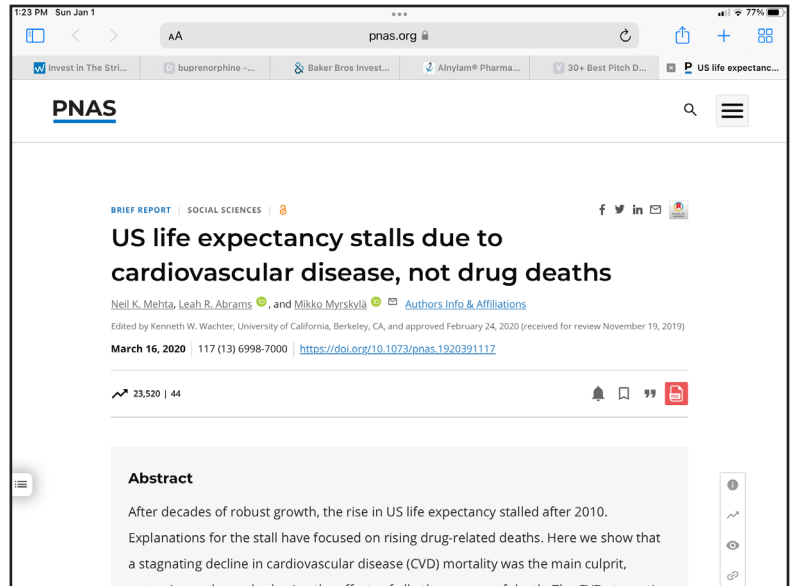 1:23 PM Sun Jan 1
77%
AA
pnas.org
Invest in The Stri...
buprenorphine -...
Baker Bros Invest...
Alnylam® Pharma...
30+ Best Pitch D...
US life expectanc...
PNAS
BRIEF REPORT | SOCIAL SCIENCES
US life expectancy stalls due to
cardiovascular disease, not drug deaths
Neil K. Mehta, Leah R. Abrams, and Mikko Myrskylä Authors Info & Affiliations
Edited by Kenneth W. Wachter, University of California, Berkeley, CA, and approved February 24, 2020 (received for review November 19, 2019)
March 16, 2020 | 117 (13) 6998-7000 | https://doi.org/10.1073/pnas.1920391117
23,520 | 44
Abstract
After decades of robust growth, the rise in US life expectancy stalled after 2010.
Explanations for the stall have focused on rising drug-related deaths. Here we show that
a stagnating decline in cardiovascular disease (CVD) mortality was the main culprit,